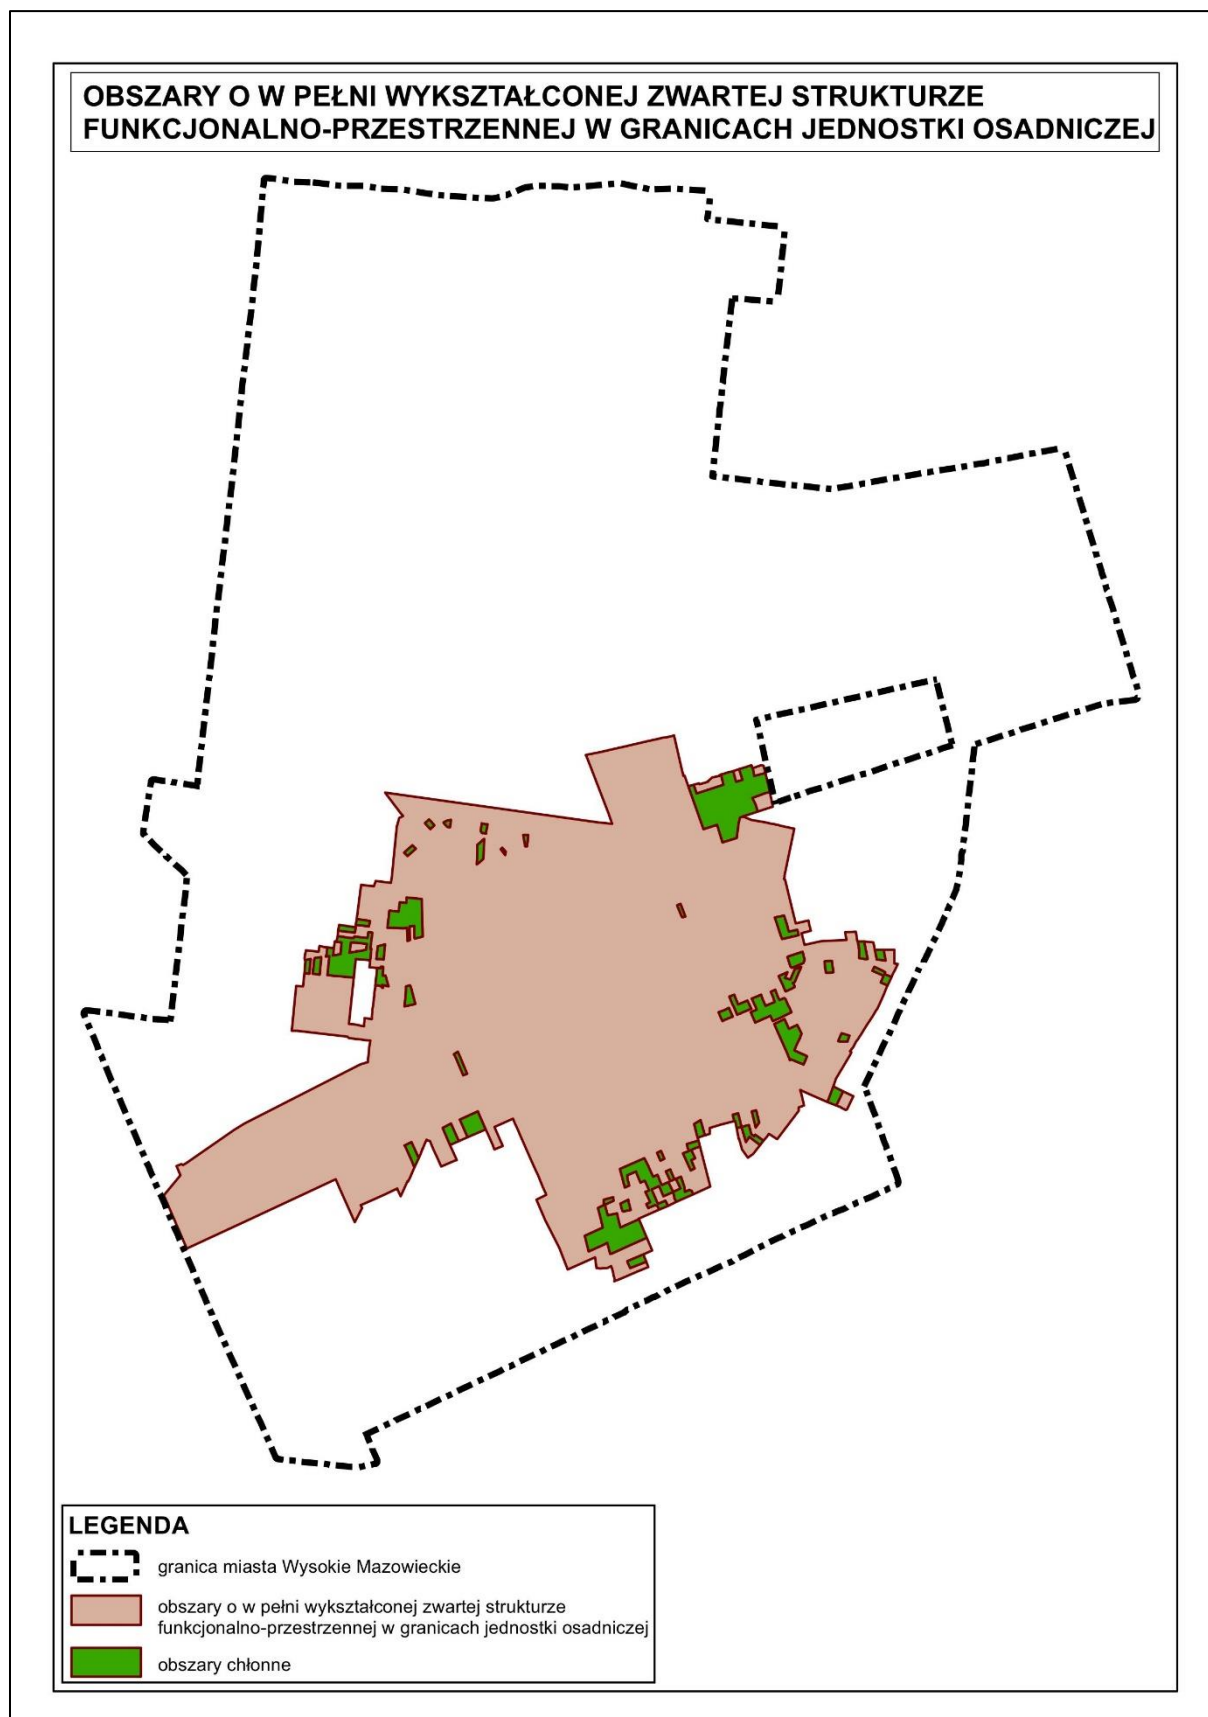 OBSZARY O W PEŁNI WYKSZTAŁCONEJ ZWARTEJ STRUKTURZE
FUNKCJONALNO-PRZESTRZENNEJ W GRANICACH JEDNOSTKI OSADNICZEJ
LEGENDA
granica miasta Wysokie Mazowieckie
obszary o w pełni wykształconej zwartej strukturze
funkcjonalno-przestrzennej w granicach jednostki osadniczej
obszary chłonne